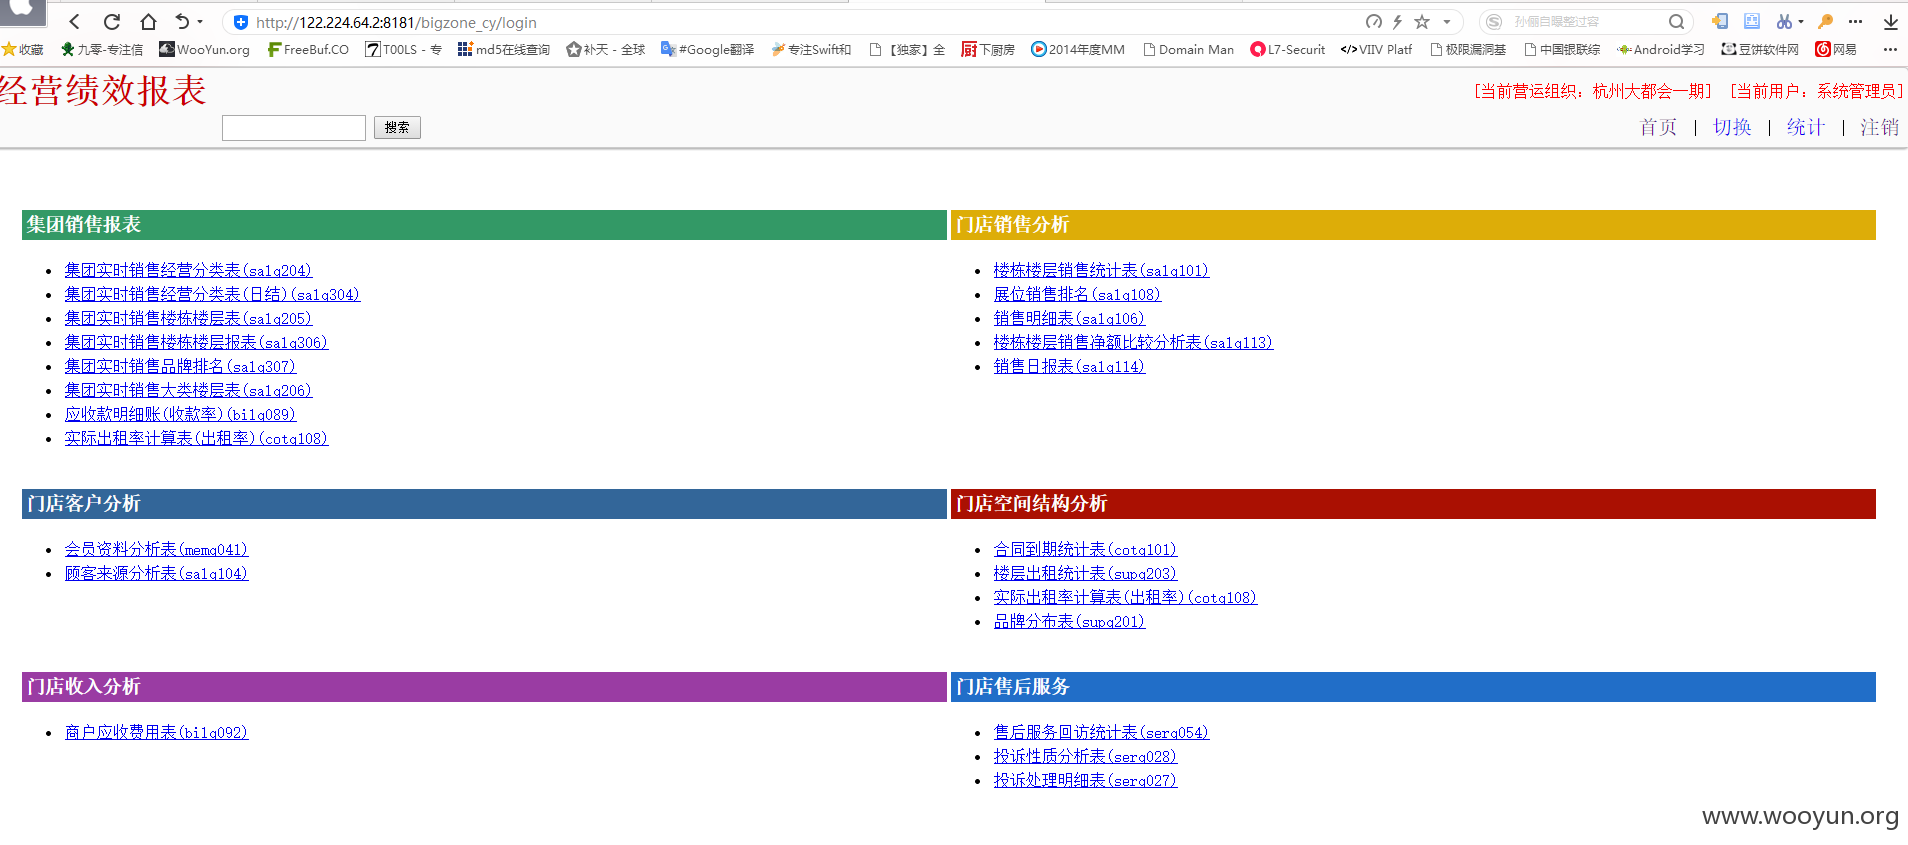 http://122.224.64.2:8181/bigzone_cy/login
孙俪自曝整过容
收藏 九零-专注信 WooYun.org FreeBuf.CO T00LS - 专 md5在线查询 补天 - 全球 #Google翻译 专注Swift和 【独家】全 下厨房 2014年度MM Domain Man L7-Securit VIIV Platf 极限漏洞基 中国银联综 Android学习 豆饼软件网 网易
经营绩效报表
[当前营运组织：杭州大都会一期] [当前用户：系统管理员]
搜索
首页 | 切换 | 统计 | 注销
集团销售报表
集团实时销售经营分类表(salq204)
集团实时销售经营分类表(日结)(salq304)
集团实时销售楼栋楼层表(salq205)
集团实时销售楼栋楼层报表(salq306)
集团实时销售品牌排名(salq307)
集团实时销售大类楼层表(salq206)
应收款明细账(收款率)(bilq089)
实际出租率计算表(出租率)(cotq108)
门店销售分析
楼栋楼层销售统计表(salq101)
展位销售排名(salq108)
销售明细表(salq106)
楼栋楼层销售净额比较分析表(salq113)
销售日报表(salq114)
门店客户分析
会员资料分析表(memq041)
顾客来源分析表(salq104)
门店空间结构分析
合同到期统计表(cotq101)
楼层出租统计表(supq203)
实际出租率计算表(出租率)(cotq108)
品牌分布表(supq201)
门店收入分析
商户应收费用表(bilq092)
门店售后服务
售后服务回访统计表(serq054)
投诉性质分析表(serq028)
投诉处理明细表(serq027)
www.wooyun.org